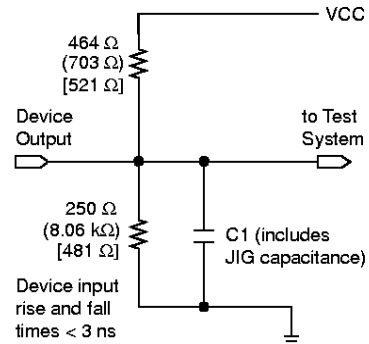 VCC
464 Ω
(703 Ω)
[521 Ω]
Device
Output
to Test
System
250 Ω
(8.06 kΩ)
[481 Ω]
C1 (includes
JIG capacitance)
Device input
rise and fall
times < 3 ns